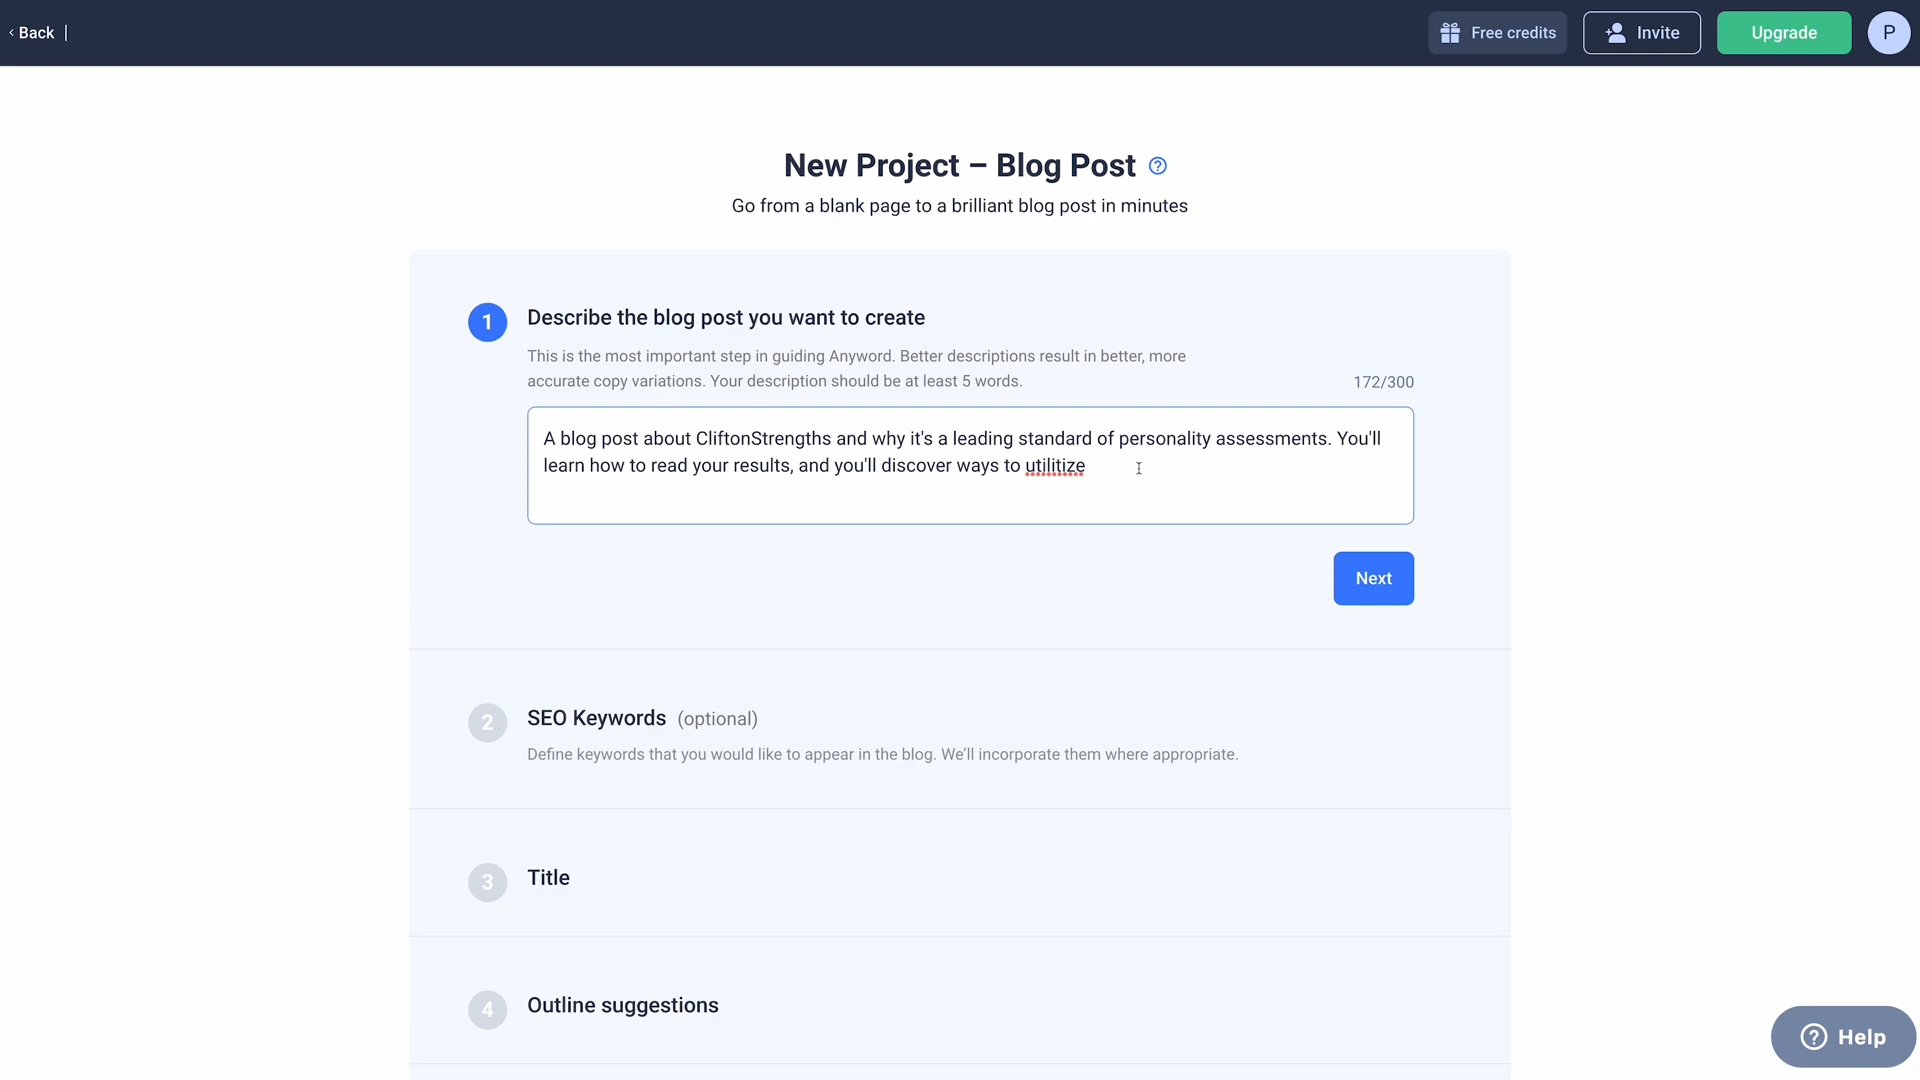 ‹ Back |
Free credits
Invite
Upgrade
P
New Project – Blog Post ?
Go from a blank page to a brilliant blog post in minutes
1
Describe the blog post you want to create
This is the most important step in guiding Anyword. Better descriptions result in better, more
accurate copy variations. Your description should be at least 5 words.
172/300
A blog post about CliftonStrengths and why it's a leading standard of personality assessments. You'll
learn how to read your results, and you'll discover ways to utilitize
Next
2
SEO Keywords (optional)
Define keywords that you would like to appear in the blog. We’ll incorporate them where appropriate.
3
Title
4
Outline suggestions
? Help